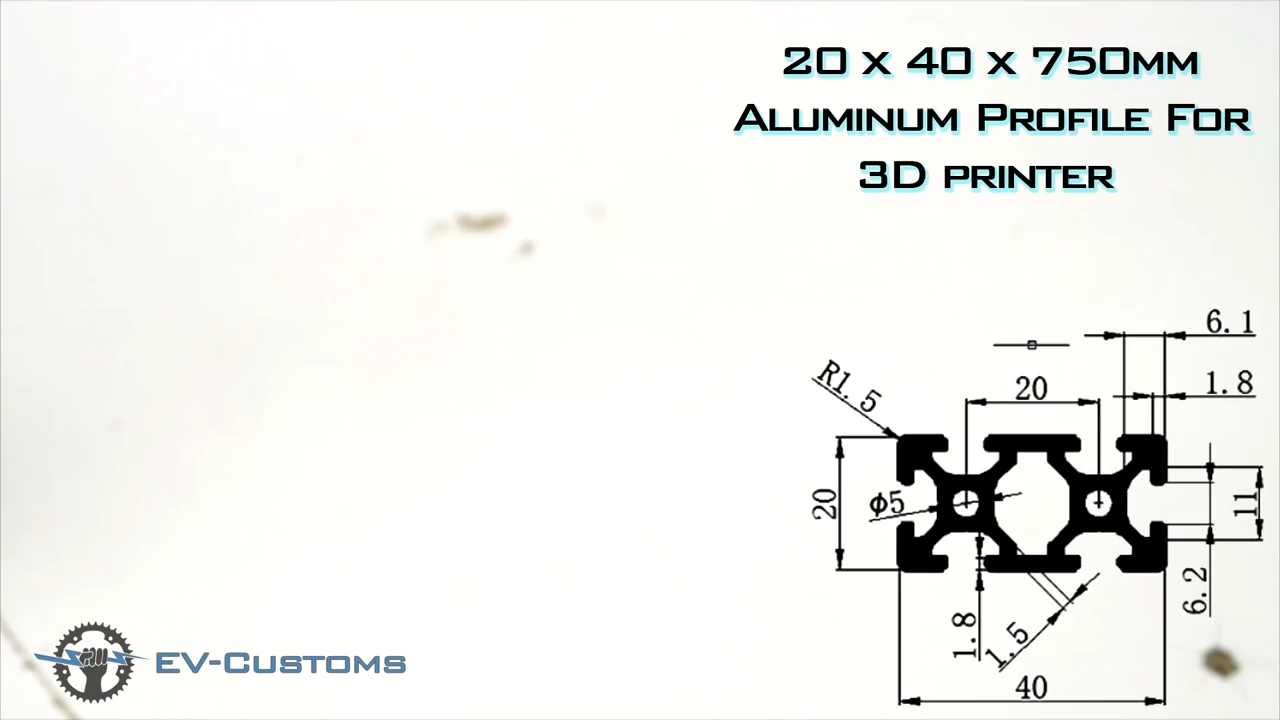 20 x 40 x 750mm
Aluminum Profile For
3D printer
6.1
1.8
20
R1.5
20
ϕ5
11
6.2
1.8
1.5
40
EV-Customs